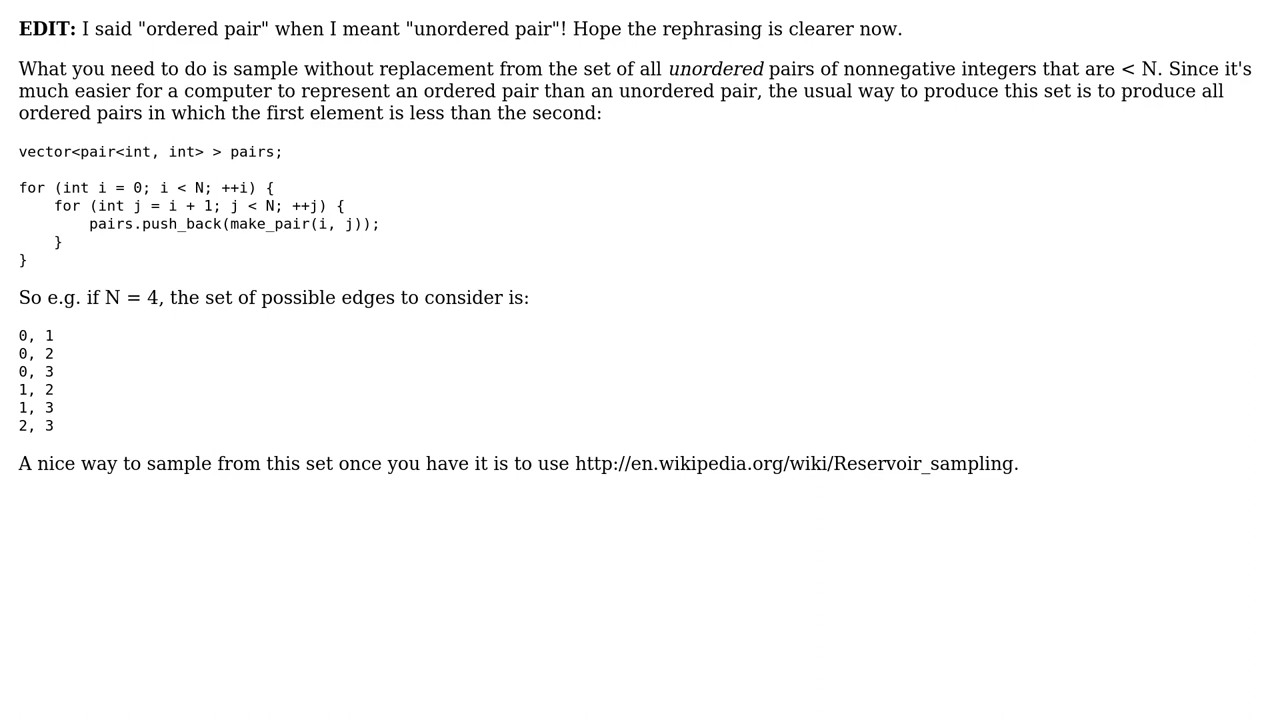 EDIT: I said "ordered pair" when I meant "unordered pair"! Hope the rephrasing is clearer now.
What you need to do is sample without replacement from the set of all unordered pairs of nonnegative integers that are < N. Since it's
much easier for a computer to represent an ordered pair than an unordered pair, the usual way to produce this set is to produce all
ordered pairs in which the first element is less than the second:
vector<pair<int, int> > pairs;
for (int i = 0; i < N; ++i) {
    for (int j = i + 1; j < N; ++j) {
        pairs.push_back(make_pair(i, j));
    }
}
So e.g. if N = 4, the set of possible edges to consider is:
0, 1
0, 2
0, 3
1, 2
1, 3
2, 3
A nice way to sample from this set once you have it is to use http://en.wikipedia.org/wiki/Reservoir_sampling.